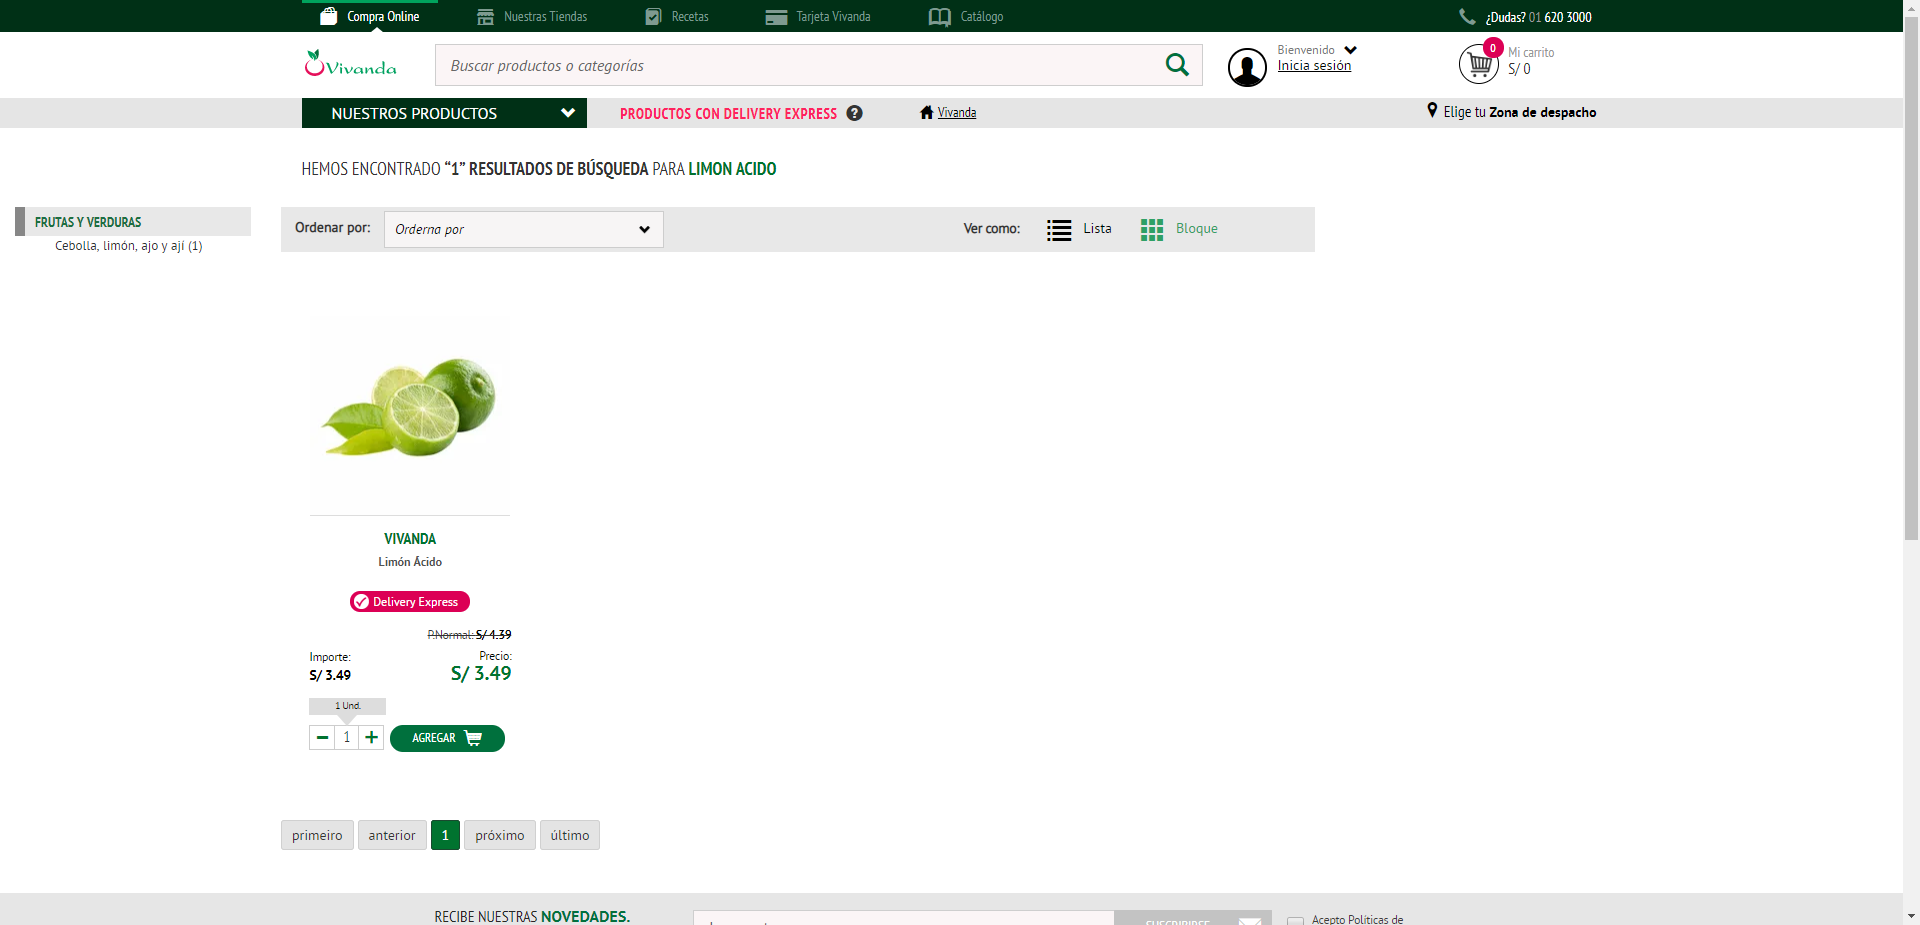 Compra Online
Nuestras Tiendas
Recetas
Tarjeta Vivanda
Catálogo
¿Dudas? 01 620 3000
Vivanda
Buscar productos o categorías
Bienvenido
Inicia sesión
0
Mi carrito
S/ 0
NUESTROS PRODUCTOS
PRODUCTOS CON DELIVERY EXPRESS ?
Vivanda
Elige tu Zona de despacho
HEMOS ENCONTRADO “1” RESULTADOS DE BÚSQUEDA PARA LIMON ACIDO
FRUTAS Y VERDURAS
Cebolla, limón, ajo y ají (1)
Ordenar por:
Orderna por
Ver como:
Lista
Bloque
VIVANDA
Limón Ácido
Delivery Express
P.Normal: S/ 4.39
Importe:
S/ 3.49
Precio:
S/ 3.49
1 Und.
1
AGREGAR
primeiro
anterior
1
próximo
último
RECIBE NUESTRAS NOVEDADES.
SUSCRIBIRSE
Acepto Políticas de